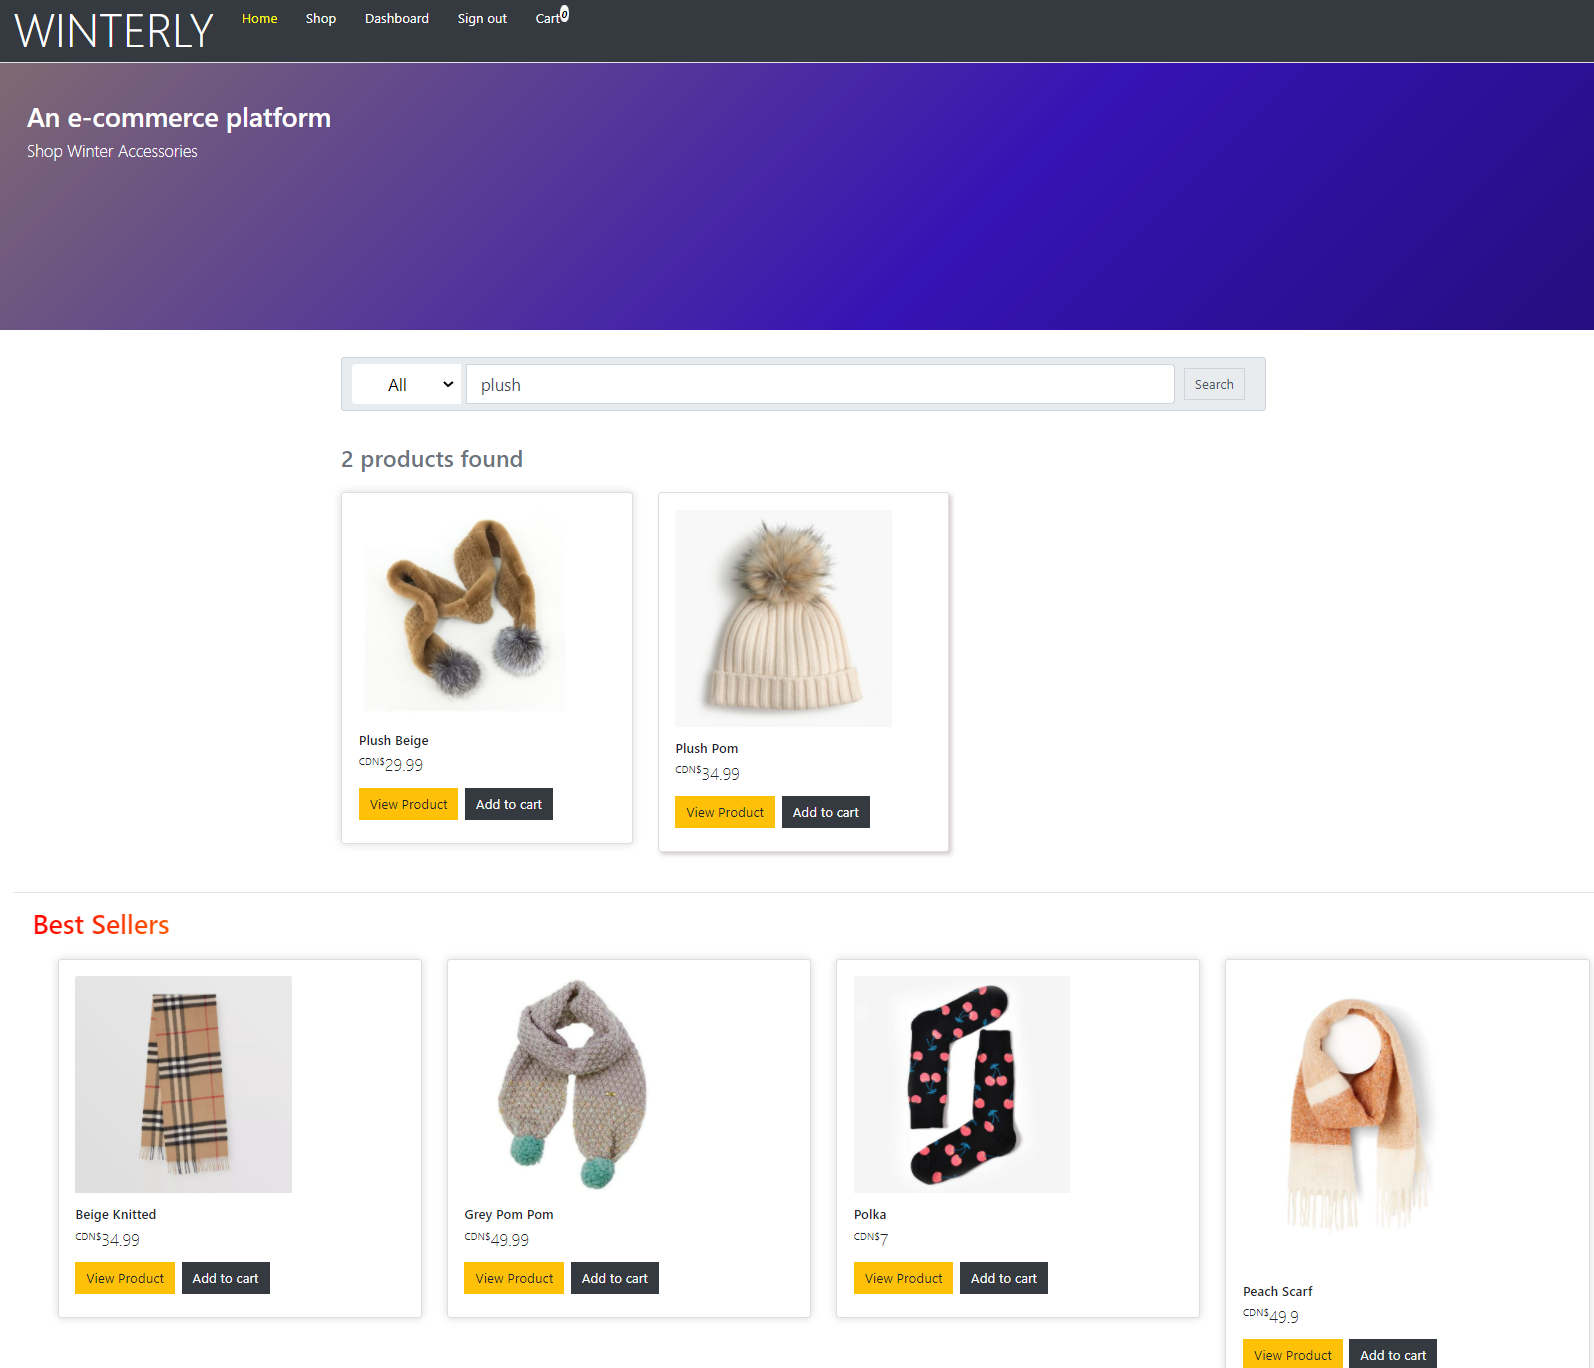 WINTERLY
Home Shop Dashboard Sign out Cart 0
An e-commerce platform
Shop Winter Accessories
All plush Search
2 products found
Plush Beige
CDN$29.99
View Product Add to cart
Plush Pom
CDN$34.99
View Product Add to cart
Best Sellers
Beige Knitted
CDN$34.99
View Product Add to cart
Grey Pom Pom
CDN$49.99
View Product Add to cart
Polka
CDN$7
View Product Add to cart
Peach Scarf
CDN$49.9
View Product Add to cart